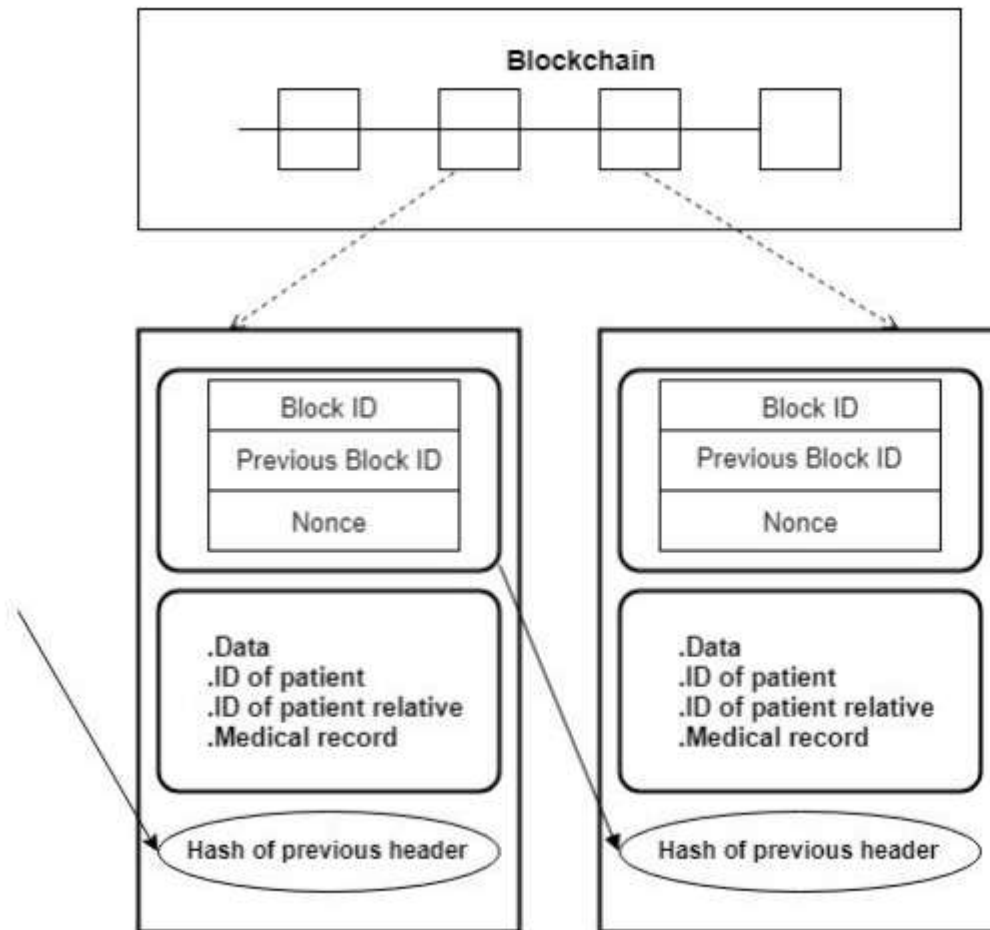 Blockchain
Block ID
Previous Block ID
Nonce
.Data
.ID of patient
.ID of patient relative
.Medical record
Hash of previous header
Block ID
Previous Block ID
Nonce
.Data
.ID of patient
.ID of patient relative
.Medical record
Hash of previous header